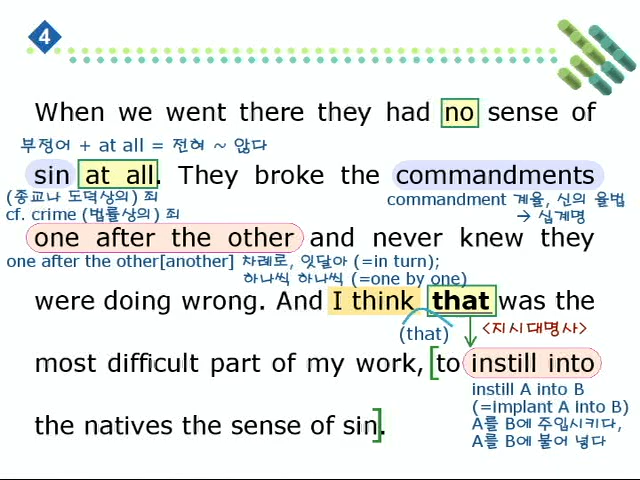 4
When we went there they had no sense of
부정어 + at all = 전혀 ~ 않다
sin at all. They broke the commandments
(종교나 도덕상의) 죄
commandment 계율, 신의 율법
cf. crime (법률상의) 죄
→ 십계명
one after the other and never knew they
one after the other[another] 차례로, 잇달아 (=in turn);
하나씩 하나씩 (=one by one)
were doing wrong. And I think that was the
(that)
<지시대명사>
most difficult part of my work, [to instill into
instill A into B
(=implant A into B)
A를 B에 주입시키다,
A를 B에 불어 넣다
the natives the sense of sin].